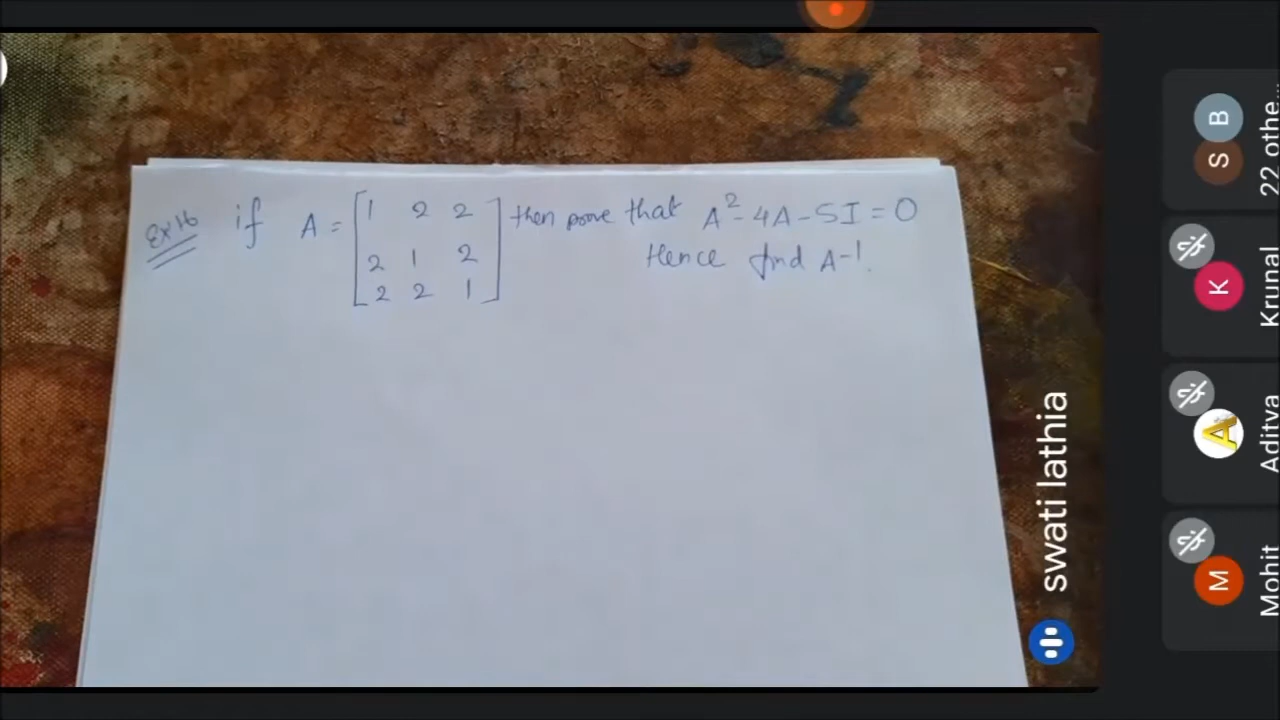 Ex 16 if A = [1 2 2 then prove that A²-4A-5I=0
2 1 2 Hence find A-1.
2 2 1]
swati lathia
B
S
22 othe...
K
Krunal
A
Aditya
M
Mohit